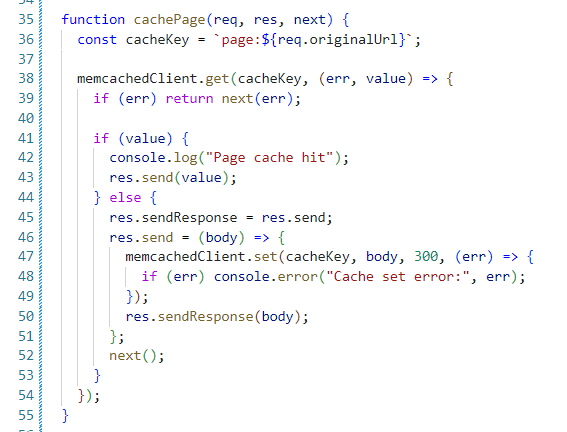 35 function cachePage(req, res, next) {
36   const cacheKey = `page:${req.originalUrl}`;
37
38   memcachedClient.get(cacheKey, (err, value) => {
39     if (err) return next(err);
40
41     if (value) {
42       console.log("Page cache hit");
43       res.send(value);
44     } else {
45       res.sendResponse = res.send;
46       res.send = (body) => {
47         memcachedClient.set(cacheKey, body, 300, (err) => {
48           if (err) console.error("Cache set error:", err);
49         });
50         res.sendResponse(body);
51       };
52       next();
53     }
54   });
55 }